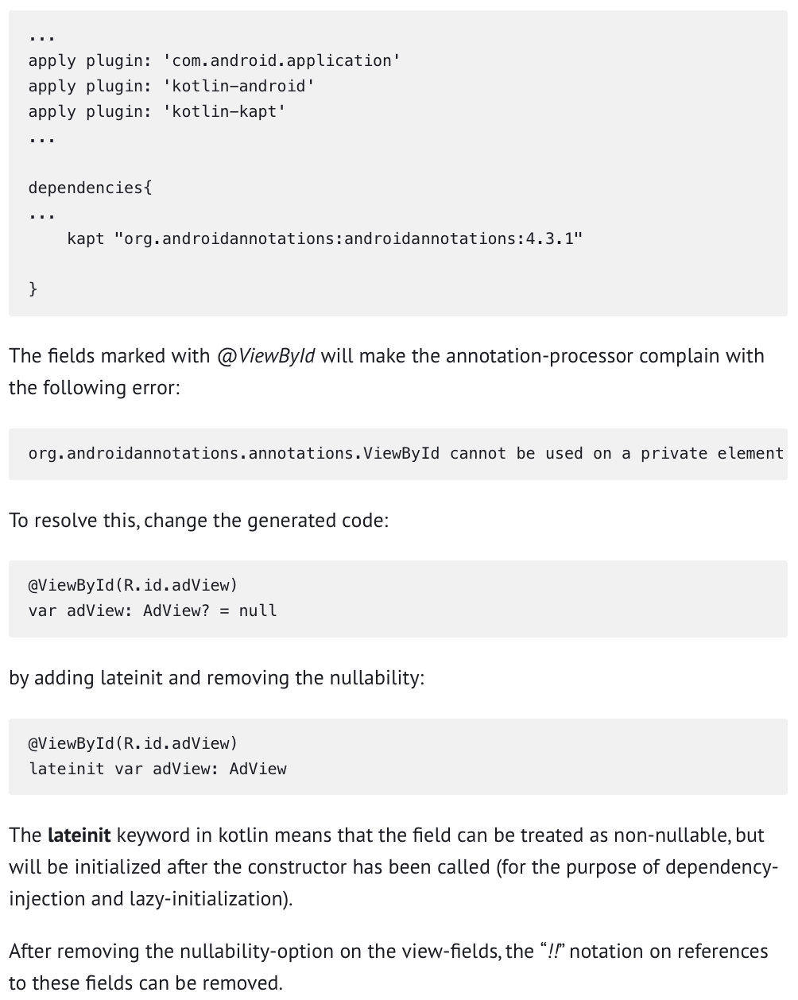 ...
apply plugin: 'com.android.application'
apply plugin: 'kotlin-android'
apply plugin: 'kotlin-kapt'
...
dependencies{
...
    kapt "org.androidannotations:androidannotations:4.3.1"
}
The fields marked with @ViewById will make the annotation-processor complain with
the following error:
org.androidannotations.annotations.ViewById cannot be used on a private element
To resolve this, change the generated code:
@ViewById(R.id.adView)
var adView: AdView? = null
by adding lateinit and removing the nullability:
@ViewById(R.id.adView)
lateinit var adView: AdView
The lateinit keyword in kotlin means that the field can be treated as non-nullable, but
will be initialized after the constructor has been called (for the purpose of dependency-
injection and lazy-initialization).
After removing the nullability-option on the view-fields, the “!!” notation on references
to these fields can be removed.